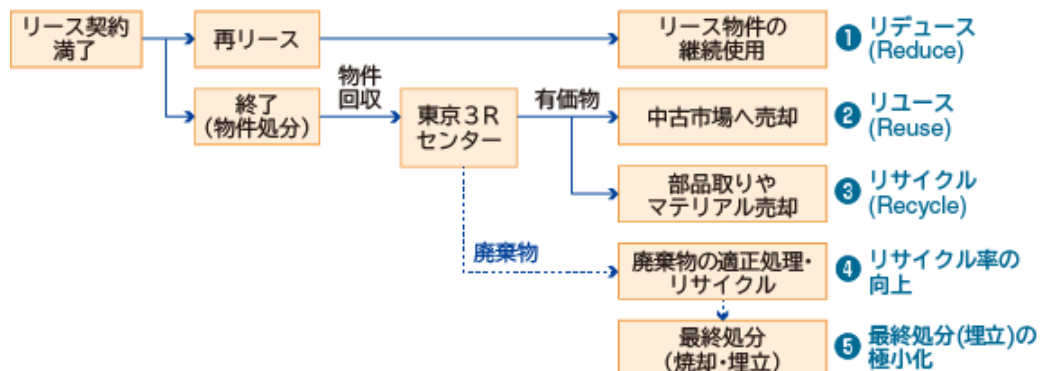 リース契約
満了
再リース
リース物件の
継続使用
❶ リデュース
(Reduce)
終了
(物件処分)
物件
回収
東京3R
センター
有価物
中古市場へ売却
❷ リユース
(Reuse)
部品取りや
マテリアル売却
❸ リサイクル
(Recycle)
廃棄物
廃棄物の適正処理・
リサイクル
❹ リサイクル率の
向上
最終処分
(焼却・埋立)
❺ 最終処分(埋立)の
極小化